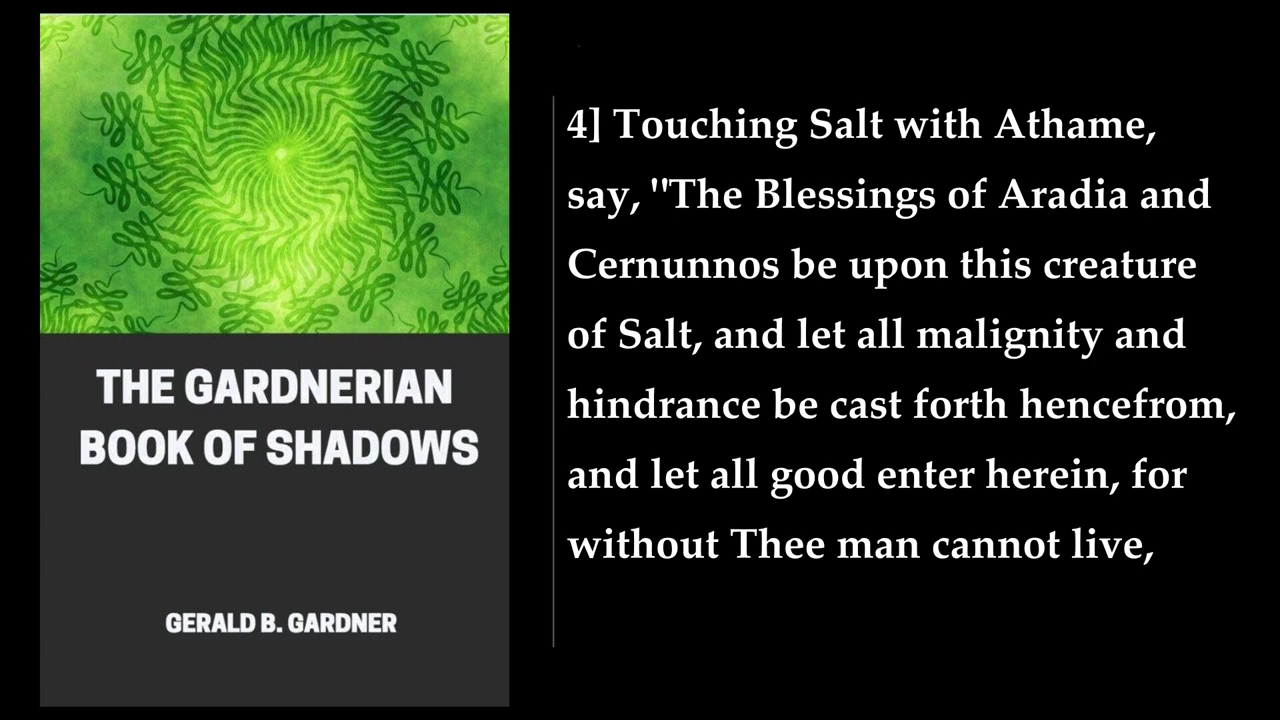 THE GARDNERIAN
BOOK OF SHADOWS
GERALD B. GARDNER
4] Touching Salt with Athame,
say, "The Blessings of Aradia and
Cernunnos be upon this creature
of Salt, and let all malignity and
hindrance be cast forth hencefrom,
and let all good enter herein, for
without Thee man cannot live,